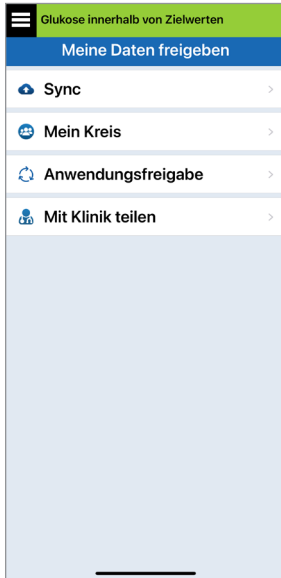 Glukose innerhalb von Zielwerten
Meine Daten freigeben
Sync
Mein Kreis
Anwendungsfreigabe
Mit Klinik teilen